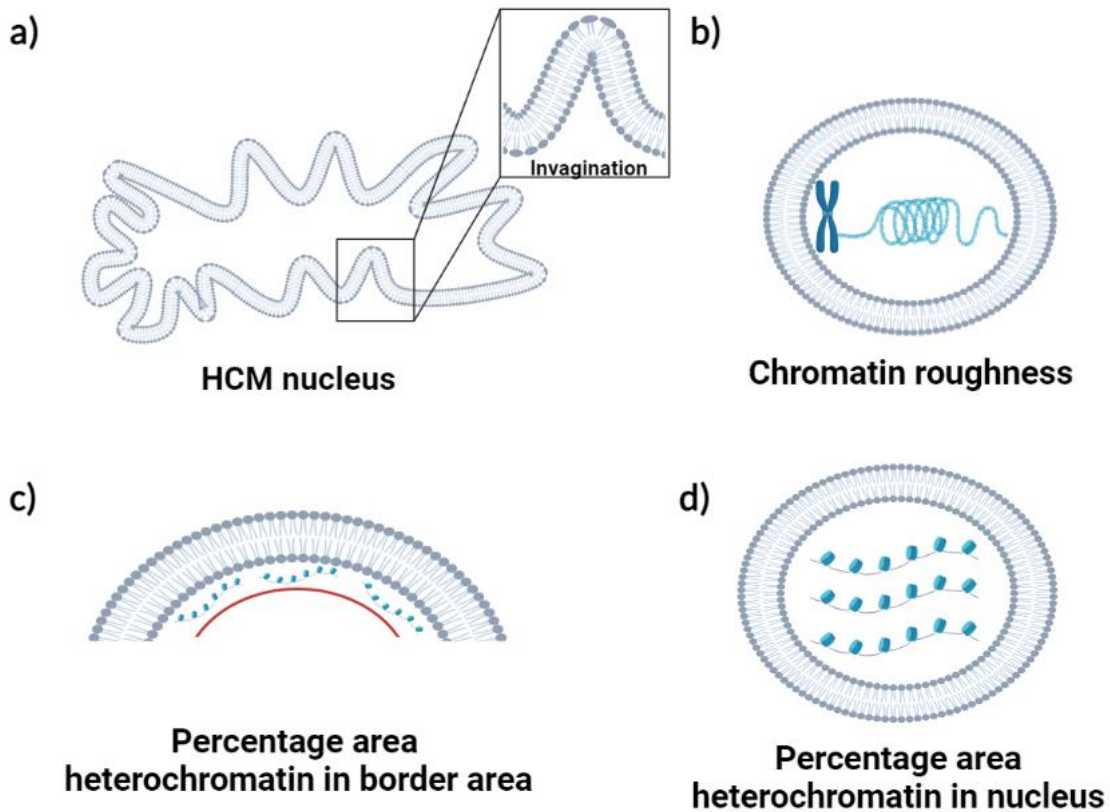 a)
Invagination
HCM nucleus
b)
Chromatin roughness
c)
Percentage area
heterochromatin in border area
d)
Percentage area
heterochromatin in nucleus